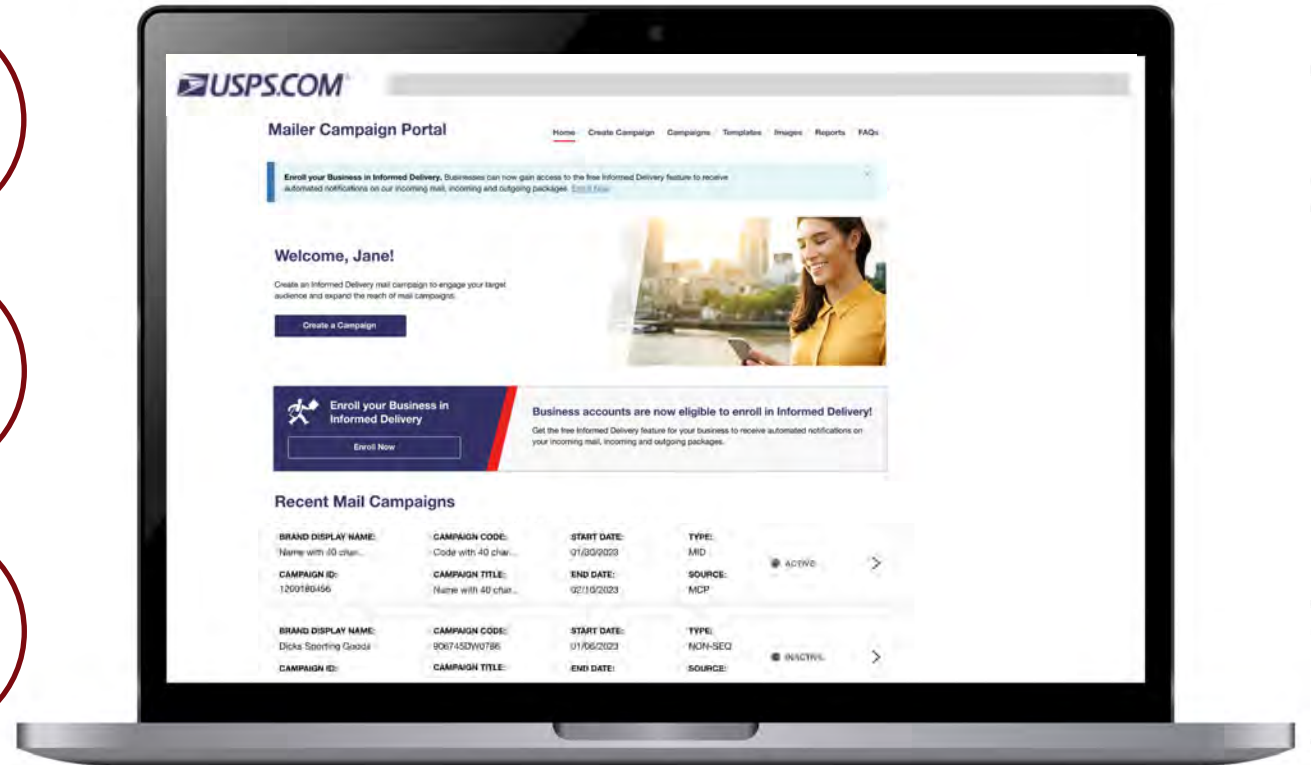 USPS.COM®
Mailer Campaign Portal
Home Create Campaign Campaigns Templates Images Reports FAQs
Enroll your Business in Informed Delivery. Businesses can now gain access to the free Informed Delivery feature to receive
automated notifications on our incoming mail, incoming and outgoing packages. Enroll Now
Welcome, Jane!
Create an Informed Delivery mail campaign to engage your target
audience and expand the reach of mail campaigns.
Create a Campaign
Enroll your Business in
Informed Delivery
Enroll Now
Business accounts are now eligible to enroll in Informed Delivery!
Get the free Informed Delivery feature for your business to receive automated notifications on
your incoming mail, incoming and outgoing packages.
Recent Mail Campaigns
BRAND DISPLAY NAME: CAMPAIGN CODE: START DATE: TYPE:
Name with 40 char... Code with 40 char... 01/30/2023 MID
ACTIVE
CAMPAIGN ID: CAMPAIGN TITLE: END DATE: SOURCE:
1200180456 Name with 40 char... 02/10/2023 MCP
BRAND DISPLAY NAME: CAMPAIGN CODE: START DATE: TYPE:
Dicks Sporting Goods 906745DW0786 01/06/2023 NON-SEQ
INACTIVE
CAMPAIGN ID: CAMPAIGN TITLE: END DATE: SOURCE: